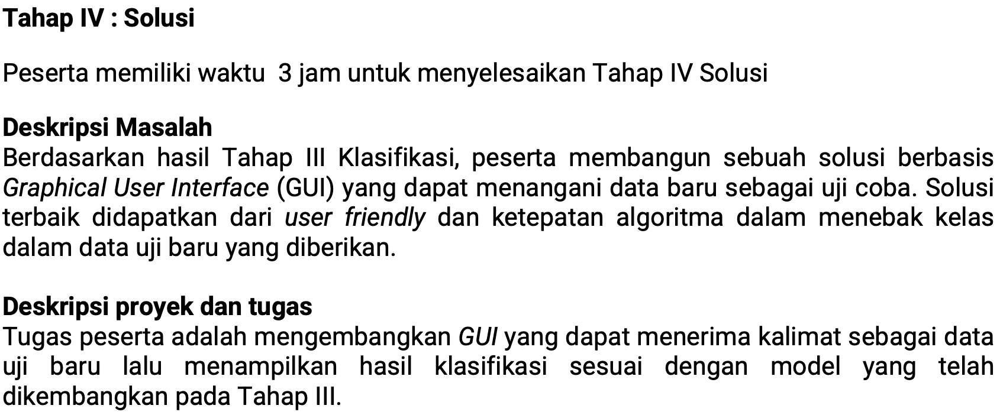 Tahap IV : Solusi
Peserta memiliki waktu  3 jam untuk menyelesaikan Tahap IV Solusi
Deskripsi Masalah
Berdasarkan hasil Tahap III Klasifikasi, peserta membangun sebuah solusi berbasis
Graphical User Interface (GUI) yang dapat menangani data baru sebagai uji coba. Solusi
terbaik didapatkan dari user friendly dan ketepatan algoritma dalam menebak kelas
dalam data uji baru yang diberikan.
Deskripsi proyek dan tugas
Tugas peserta adalah mengembangkan GUI yang dapat menerima kalimat sebagai data
uji baru lalu menampilkan hasil klasifikasi sesuai dengan model yang telah
dikembangkan pada Tahap III.